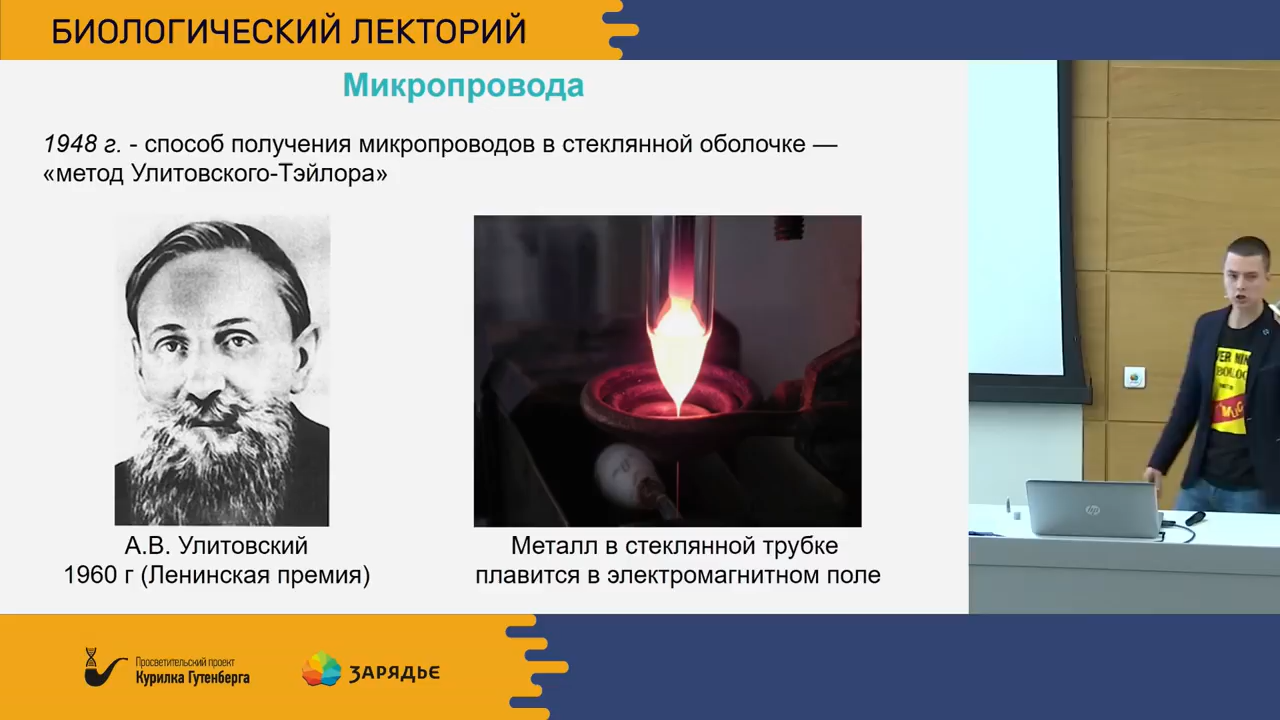 БИОЛОГИЧЕСКИЙ ЛЕКТОРИЙ
Микропровода
1948 г. - способ получения микропроводов в стеклянной оболочке —
«метод Улитовского-Тэйлора»
А.В. Улитовский
1960 г (Ленинская премия)
Металл в стеклянной трубке
плавится в электромагнитном поле
hp
Просветительский проект
Курилка Гутенберга
ЗАРЯДЬЕ